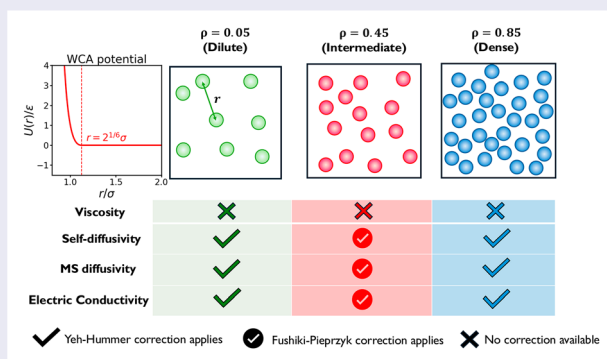 ρ = 0.05
(Dilute)
ρ = 0.45
(Intermediate)
ρ = 0.85
(Dense)
WCA potential
U(r)/ε
4
3
2
1
0
−1
r = 2^{1/6}σ
1.0
1.5
2.0
r/σ
r
Viscosity
Self-diffusivity
MS diffusivity
Electric Conductivity
Yeh-Hummer correction applies
Fushiki-Pieprzyk correction applies
No correction available